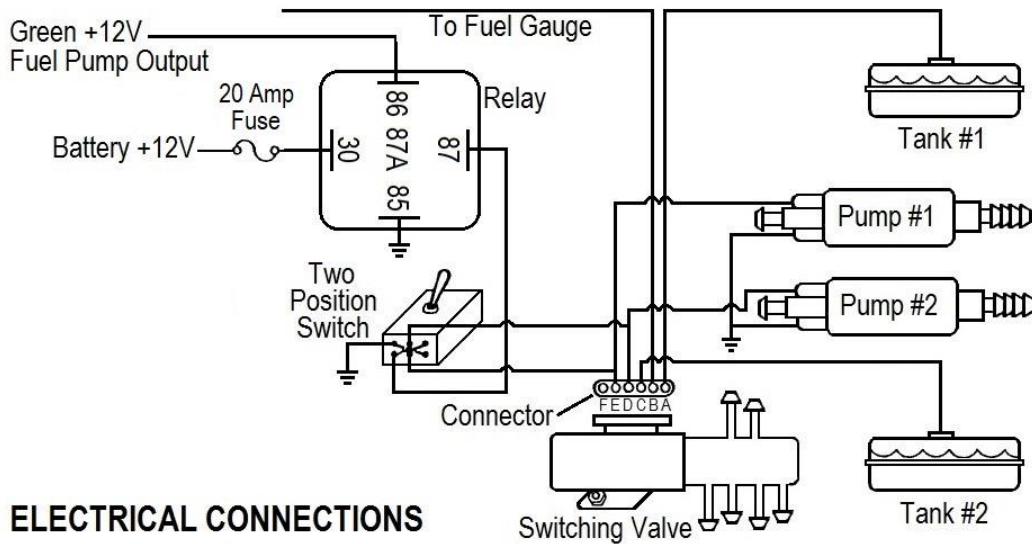 To Fuel Gauge
Green +12V
Fuel Pump Output
20 Amp
Fuse
Battery +12V
Relay
86
30
87A
87
85
Tank #1
Pump #1
Two
Position
Switch
Pump #2
Connector
FEDCBA
Switching Valve
Tank #2
ELECTRICAL CONNECTIONS